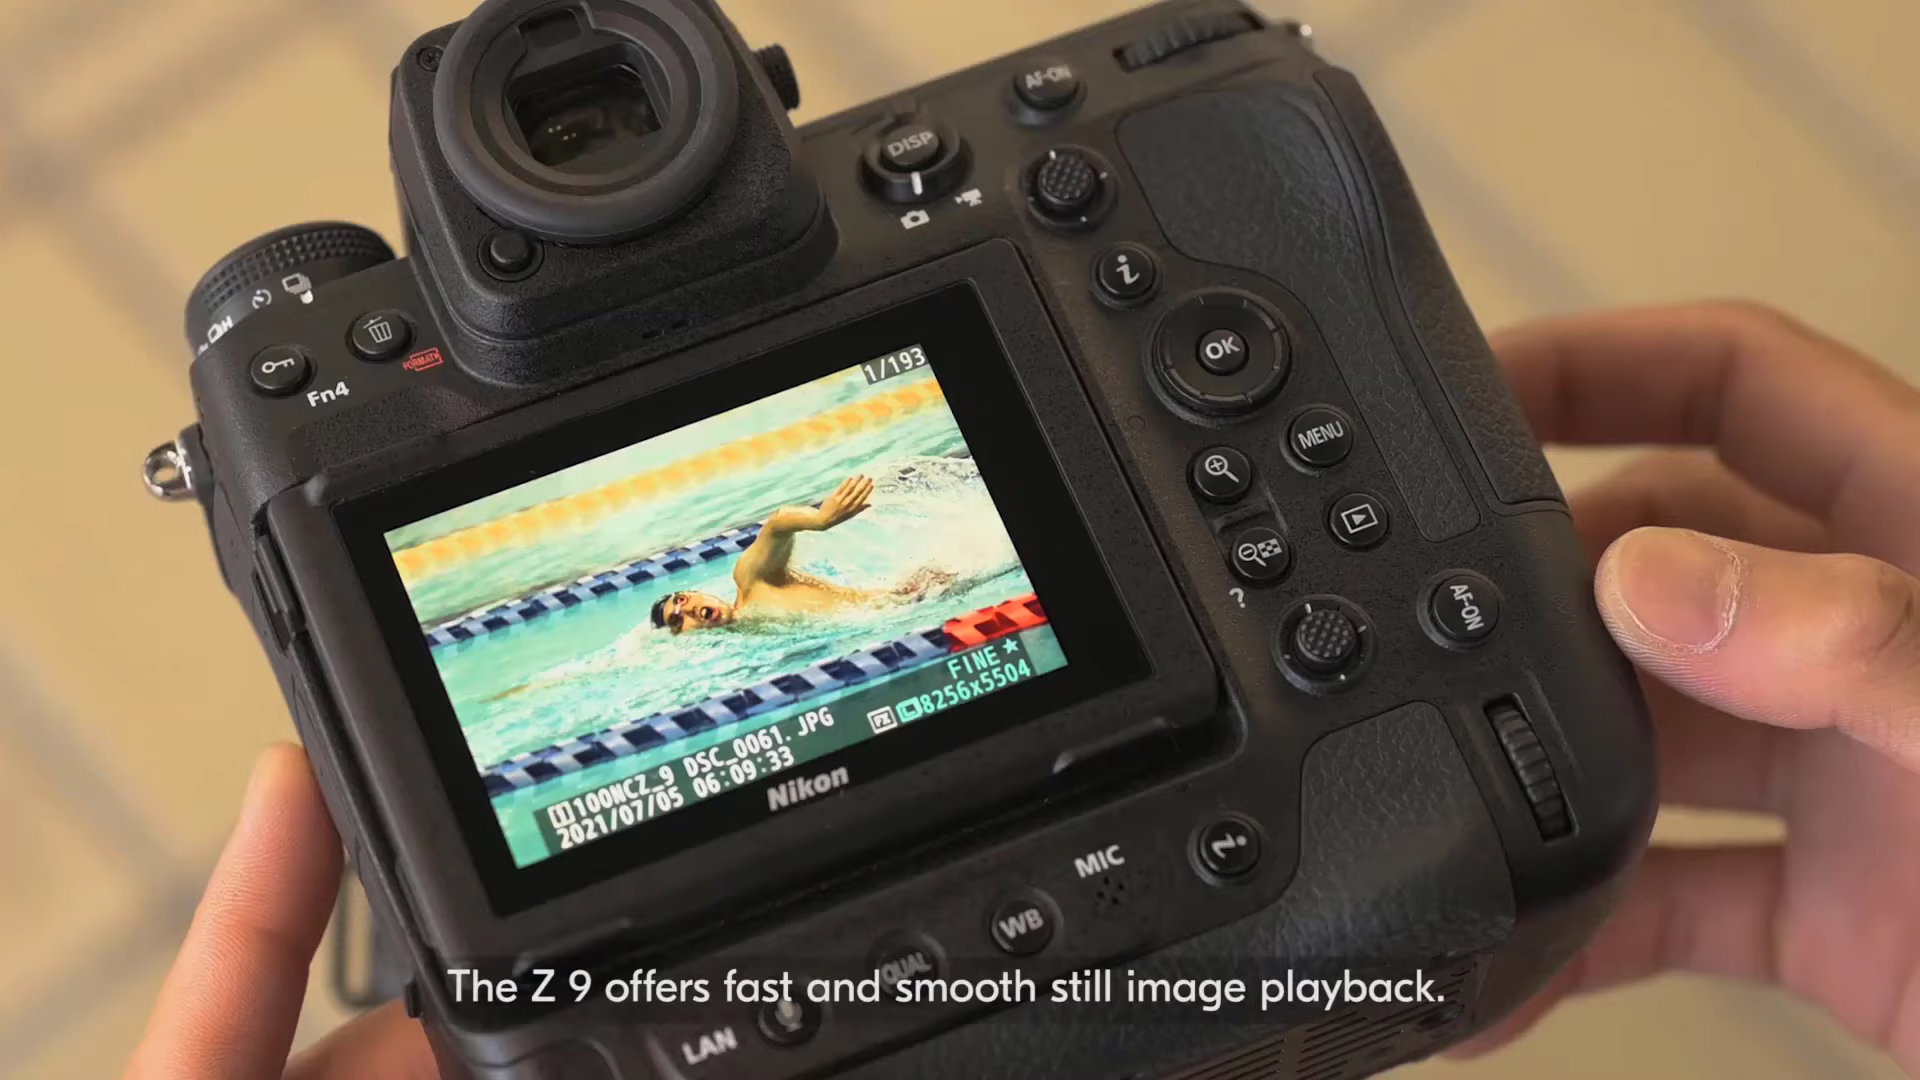 AF-ON
DISP
i
OK
FORMAT
Fn4
1/193
MENU
?
AF-ON
FINE★
FX L 8256x5504
100NCZ_9 DSC_0061.JPG
2021/07/05 06:09:33
Nikon
MIC
WB
QUAL
The Z 9 offers fast and smooth still image playback.
LAN